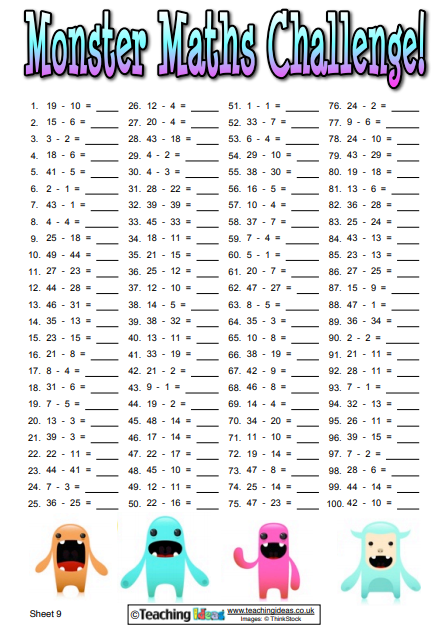 Monster Maths Challenge!
1. 19 - 10 = ____ 26. 12 - 4 = ____ 51. 1 - 1 = ____ 76. 24 - 2 = ____
2. 15 - 6 = ____ 27. 20 - 4 = ____ 52. 33 - 7 = ____ 77. 9 - 6 = ____
3. 3 - 2 = ____ 28. 43 - 18 = ____ 53. 6 - 4 = ____ 78. 24 - 10 = ____
4. 18 - 6 = ____ 29. 4 - 2 = ____ 54. 29 - 10 = ____ 79. 43 - 29 = ____
5. 41 - 5 = ____ 30. 4 - 3 = ____ 55. 38 - 30 = ____ 80. 19 - 18 = ____
6. 2 - 1 = ____ 31. 28 - 22 = ____ 56. 16 - 5 = ____ 81. 13 - 6 = ____
7. 43 - 1 = ____ 32. 39 - 39 = ____ 57. 10 - 4 = ____ 82. 36 - 28 = ____
8. 4 - 4 = ____ 33. 45 - 33 = ____ 58. 37 - 7 = ____ 83. 25 - 24 = ____
9. 25 - 18 = ____ 34. 18 - 11 = ____ 59. 7 - 4 = ____ 84. 43 - 13 = ____
10. 49 - 44 = ____ 35. 21 - 15 = ____ 60. 5 - 1 = ____ 85. 23 - 13 = ____
11. 27 - 23 = ____ 36. 25 - 12 = ____ 61. 20 - 7 = ____ 86. 27 - 25 = ____
12. 44 - 28 = ____ 37. 12 - 10 = ____ 62. 47 - 27 = ____ 87. 15 - 9 = ____
13. 46 - 31 = ____ 38. 14 - 5 = ____ 63. 8 - 5 = ____ 88. 47 - 1 = ____
14. 35 - 13 = ____ 39. 38 - 32 = ____ 64. 35 - 3 = ____ 89. 36 - 34 = ____
15. 23 - 15 = ____ 40. 13 - 11 = ____ 65. 10 - 8 = ____ 90. 2 - 2 = ____
16. 21 - 8 = ____ 41. 33 - 19 = ____ 66. 38 - 19 = ____ 91. 21 - 11 = ____
17. 8 - 4 = ____ 42. 21 - 2 = ____ 67. 42 - 9 = ____ 92. 28 - 11 = ____
18. 31 - 6 = ____ 43. 9 - 1 = ____ 68. 46 - 8 = ____ 93. 7 - 1 = ____
19. 7 - 5 = ____ 44. 19 - 2 = ____ 69. 14 - 4 = ____ 94. 32 - 13 = ____
20. 13 - 3 = ____ 45. 48 - 14 = ____ 70. 34 - 20 = ____ 95. 26 - 11 = ____
21. 39 - 3 = ____ 46. 17 - 14 = ____ 71. 11 - 10 = ____ 96. 39 - 15 = ____
22. 22 - 11 = ____ 47. 22 - 17 = ____ 72. 19 - 14 = ____ 97. 7 - 2 = ____
23. 44 - 41 = ____ 48. 45 - 10 = ____ 73. 47 - 8 = ____ 98. 28 - 6 = ____
24. 7 - 3 = ____ 49. 12 - 11 = ____ 74. 25 - 14 = ____ 99. 44 - 14 = ____
25. 36 - 25 = ____ 50. 22 - 16 = ____ 75. 47 - 23 = ____ 100. 42 - 10 = ____
Sheet 9
©Teaching Ideas www.teachingideas.co.uk
Images: © ThinkStock